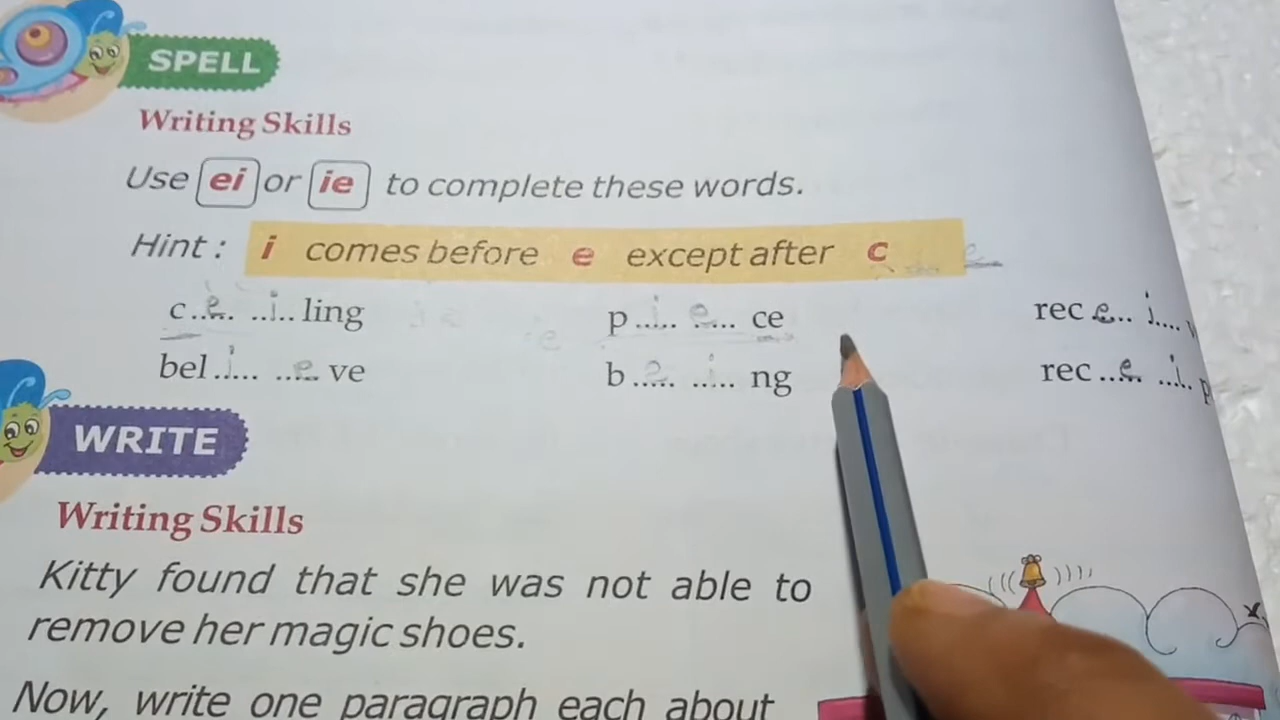 SPELL
Writing Skills
Use ei or ie to complete these words.
Hint : i comes before e except after c
c..e.. ..i..ling p..i.. ..e.. ce rec e... i....
bel..i.. ..e.. ve b..e.. ..i.. ng rec..e.. ..i.. p
WRITE
Writing Skills
Kitty found that she was not able to
remove her magic shoes.
Now, write one paragraph each about